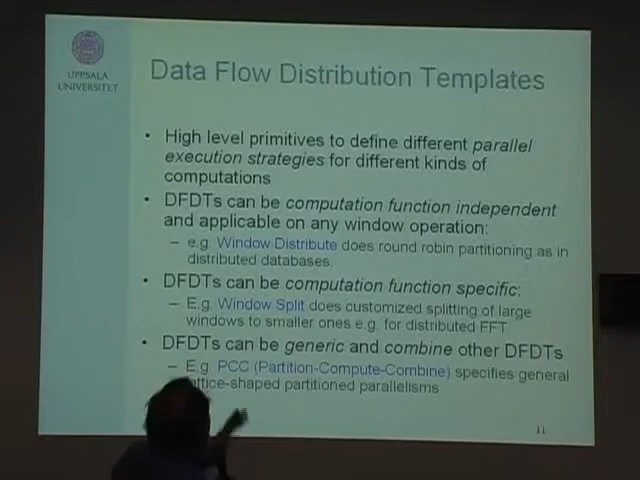 UPPSALA
UNIVERSITET
Data Flow Distribution Templates
• High level primitives to define different parallel
execution strategies for different kinds of
computations
• DFDTs can be computation function independent
and applicable on any window operation:
– e.g. Window Distribute does round robin partitioning as in
distributed databases.
• DFDTs can be computation function specific:
– E.g. Window Split does customized splitting of large
windows to smaller ones e.g. for distributed FFT
• DFDTs can be generic and combine other DFDTs
– E.g. PCC (Partition-Compute-Combine) specifies general
lattice-shaped partitioned parallelisms
11